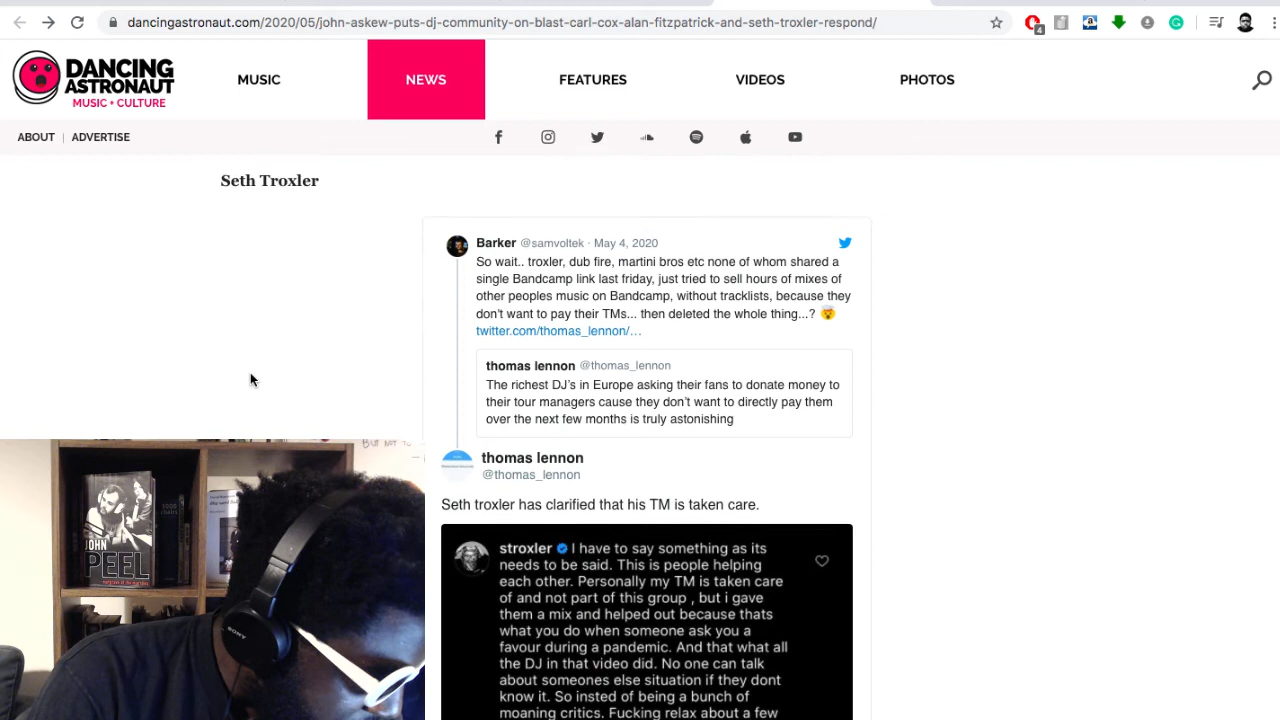 dancingastronaut.com/2020/05/john-askew-puts-dj-community-on-blast-carl-cox-alan-fitzpatrick-and-seth-troxler-respond/
4
DANCING
ASTRONAUT
MUSIC + CULTURE
MUSIC
NEWS
FEATURES
VIDEOS
PHOTOS
ABOUT | ADVERTISE
Seth Troxler
Barker @samvoltek · May 4, 2020
So wait.. troxler, dub fire, martini bros etc none of whom shared a
single Bandcamp link last friday, just tried to sell hours of mixes of
other peoples music on Bandcamp, without tracklists, because they
don't want to pay their TMs... then deleted the whole thing...? 🤯
twitter.com/thomas_lennon/…
thomas lennon @thomas_lennon
The richest DJ's in Europe asking their fans to donate money to
their tour managers cause they don't want to directly pay them
over the next few months is truly astonishing
thomas lennon
@thomas_lennon
Seth troxler has clarified that his TM is taken care.
stroxler I have to say something as its
needs to be said. This is people helping
each other. Personally my TM is taken care
of and not part of this group , but i gave
them a mix and helped out because thats
what you do when someone ask you a
favour during a pandemic. And that what all
the DJ in that video did. No one can talk
about someones else situation if they dont
know it. So insted of being a bunch of
moaning critics. Fucking relax about a few
BUT NOT TO
JOHN
PEEL
SONY